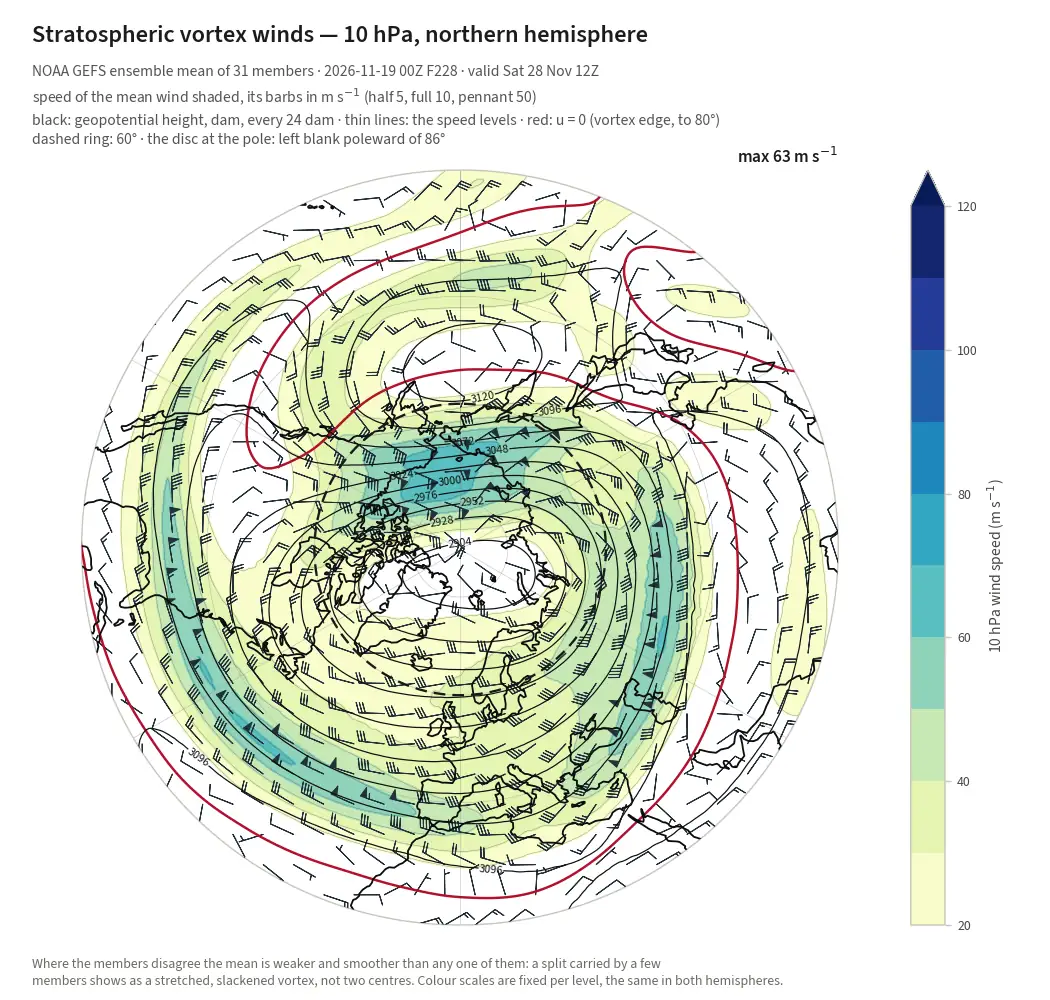 Stratospheric vortex winds — 10 hPa, northern hemisphere
NOAA GEFS ensemble mean of 31 members · 2026-11-19 00Z F228 · valid Sat 28 Nov 12Z
speed of the mean wind shaded, its barbs in m s⁻¹ (half 5, full 10, pennant 50)
black: geopotential height, dam, every 24 dam · thin lines: the speed levels · red: u = 0 (vortex edge, to 80°)
dashed ring: 60° · the disc at the pole: left blank poleward of 86°
max 63 m s⁻¹
120
100
80
60
40
20
10 hPa wind speed (m s⁻¹)
3120
3096
3072
3048
3024
3000
2976
2952
2928
2904
3096
3096
Where the members disagree the mean is weaker and smoother than any one of them: a split carried by a few
members shows as a stretched, slackened vortex, not two centres. Colour scales are fixed per level, the same in both hemispheres.